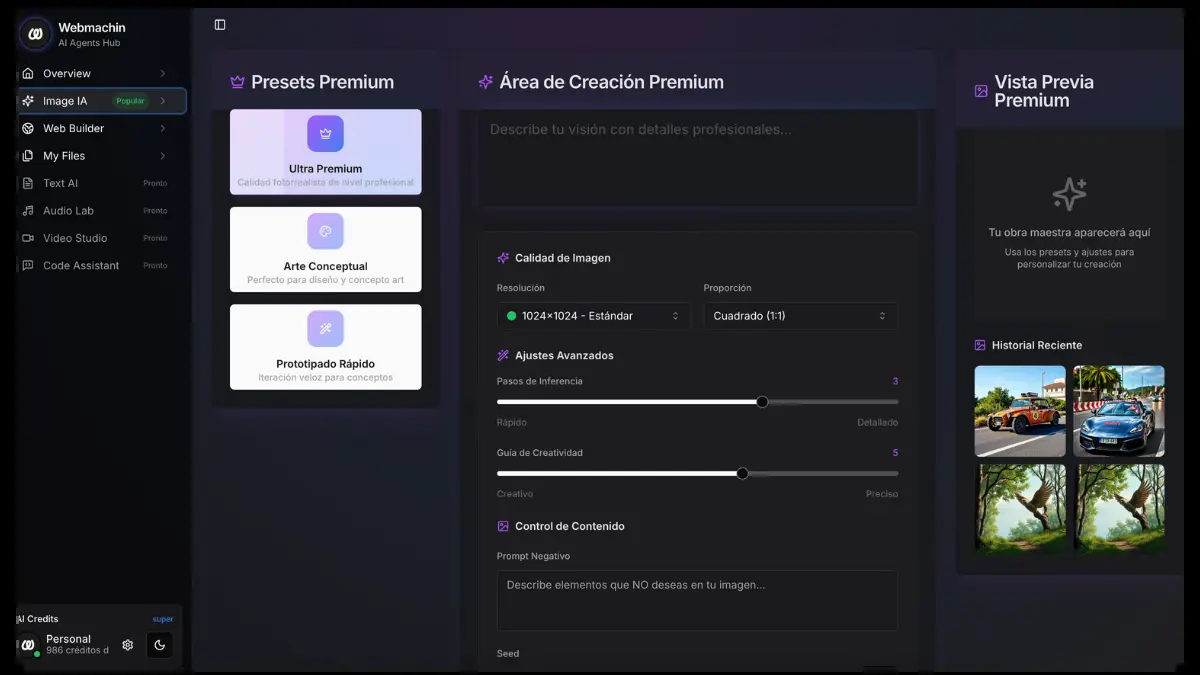 Webmachin
AI Agents Hub
Overview
Image IA Popular
Web Builder
My Files
Text AI Pronto
Audio Lab Pronto
Video Studio Pronto
Code Assistant Pronto
AI Credits super
Personal
986 créditos d
Presets Premium
Ultra Premium
Calidad fotorrealista de nivel profesional
Arte Conceptual
Perfecto para diseño y concepto art
Prototipado Rápido
Iteración veloz para conceptos
Área de Creación Premium
Describe tu visión con detalles profesionales...
Calidad de Imagen
Resolución Proporción
1024×1024 - Estándar Cuadrado (1:1)
Ajustes Avanzados
Pasos de Inferencia 3
Rápido Detallado
Guía de Creatividad 5
Creativo Preciso
Control de Contenido
Prompt Negativo
Describe elementos que NO deseas en tu imagen...
Seed
Vista Previa
Premium
Tu obra maestra aparecerá aquí
Usa los presets y ajustes para
personalizar tu creación
Historial Reciente